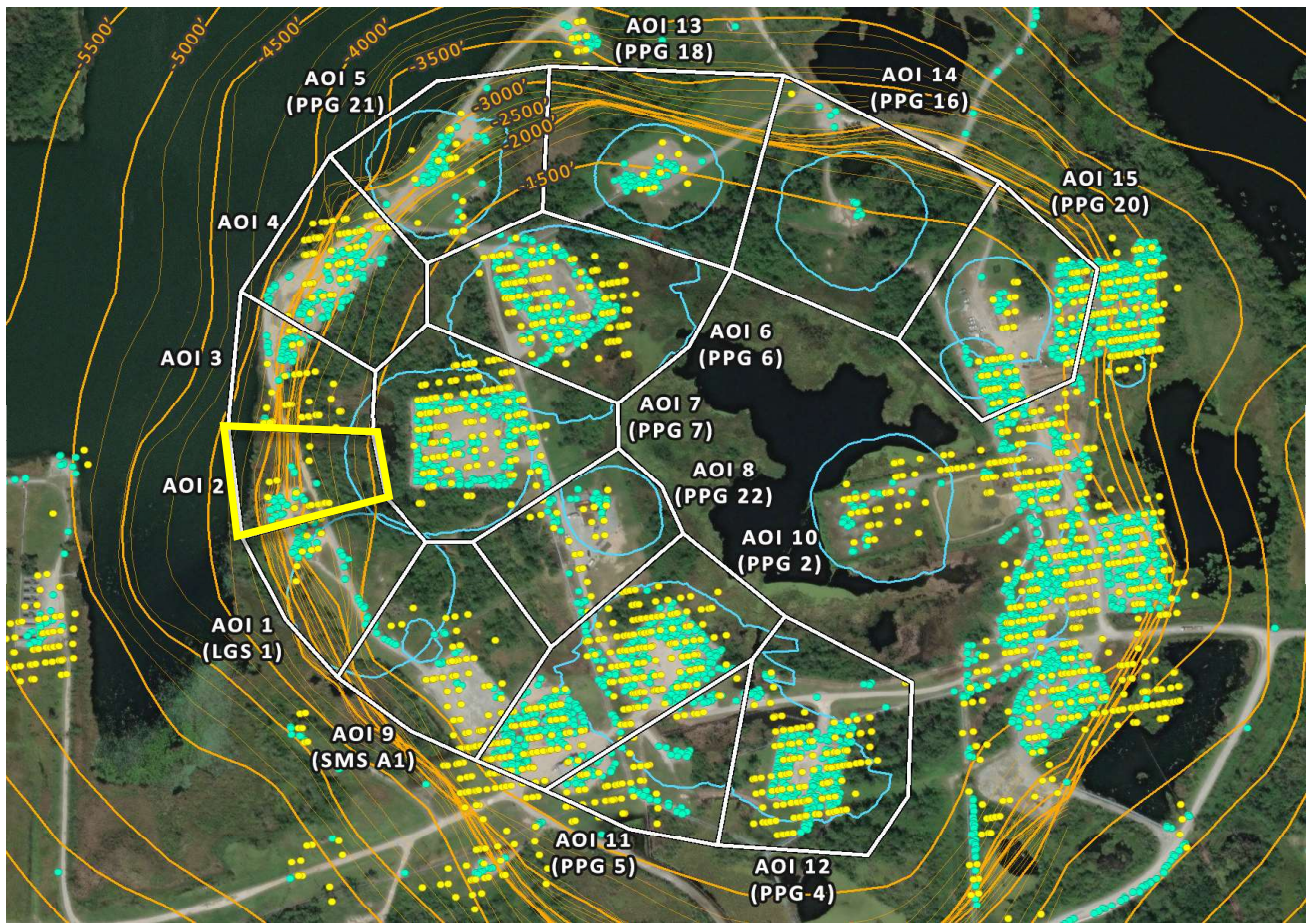 -5500'
-5000'
-4500'
-4000'
-3500'
-3000'
-2500'
-2000'
-1500'
AOI 13
(PPG 18)
AOI 5
(PPG 21)
AOI 14
(PPG 16)
AOI 15
(PPG 20)
AOI 4
AOI 3
AOI 6
(PPG 6)
AOI 7
(PPG 7)
AOI 2
AOI 8
(PPG 22)
AOI 10
(PPG 2)
AOI 1
(LGS 1)
AOI 9
(SMS A1)
AOI 11
(PPG 5)
AOI 12
(PPG 4)